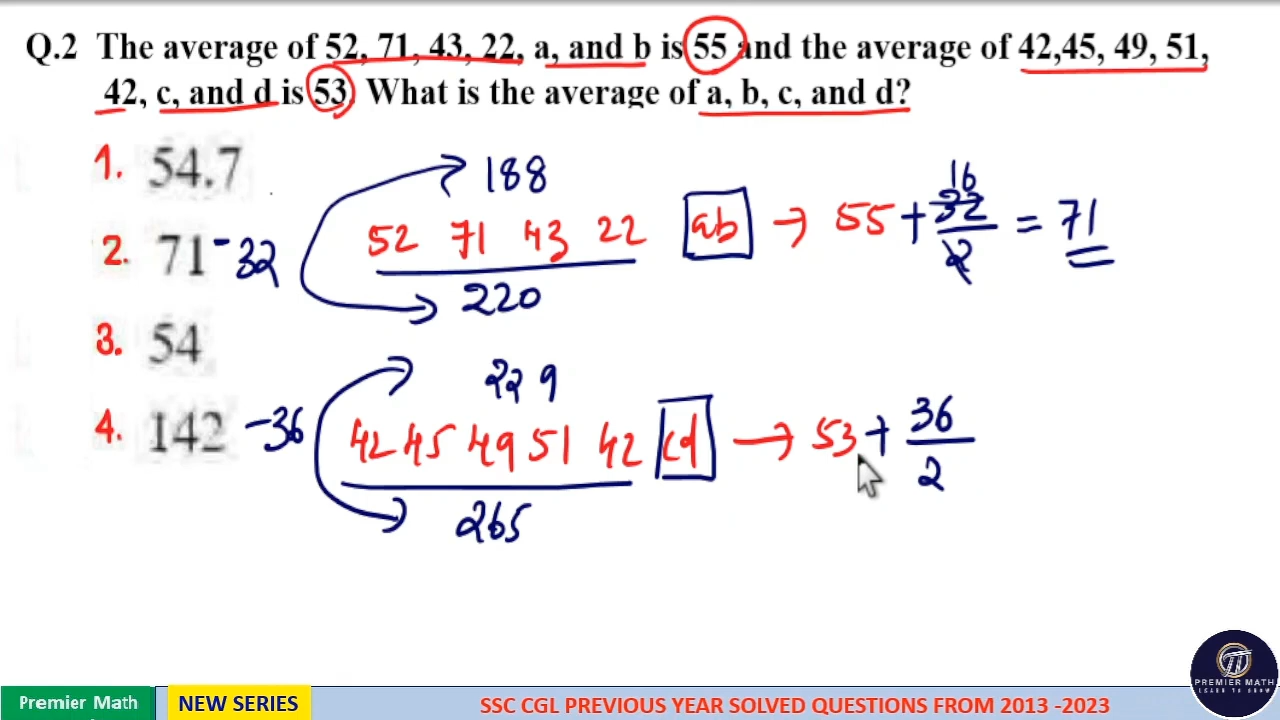 Q.2 The average of 52, 71, 43, 22, a, and b is 55 and the average of 42,45, 49, 51,
42, c, and d is 53. What is the average of a, b, c, and d?
1. 54.7
188
52 71 43 22 ab → 55 + 32/2 = 71
16
2. 71 -32
220
3. 54
229
42 45 49 51 42 cd → 53 + 36/2
4. 142 -36
265
PREMIER MATH
LEARN TO KNOW
Premier Math
NEW SERIES
SSC CGL PREVIOUS YEAR SOLVED QUESTIONS FROM 2013 -2023